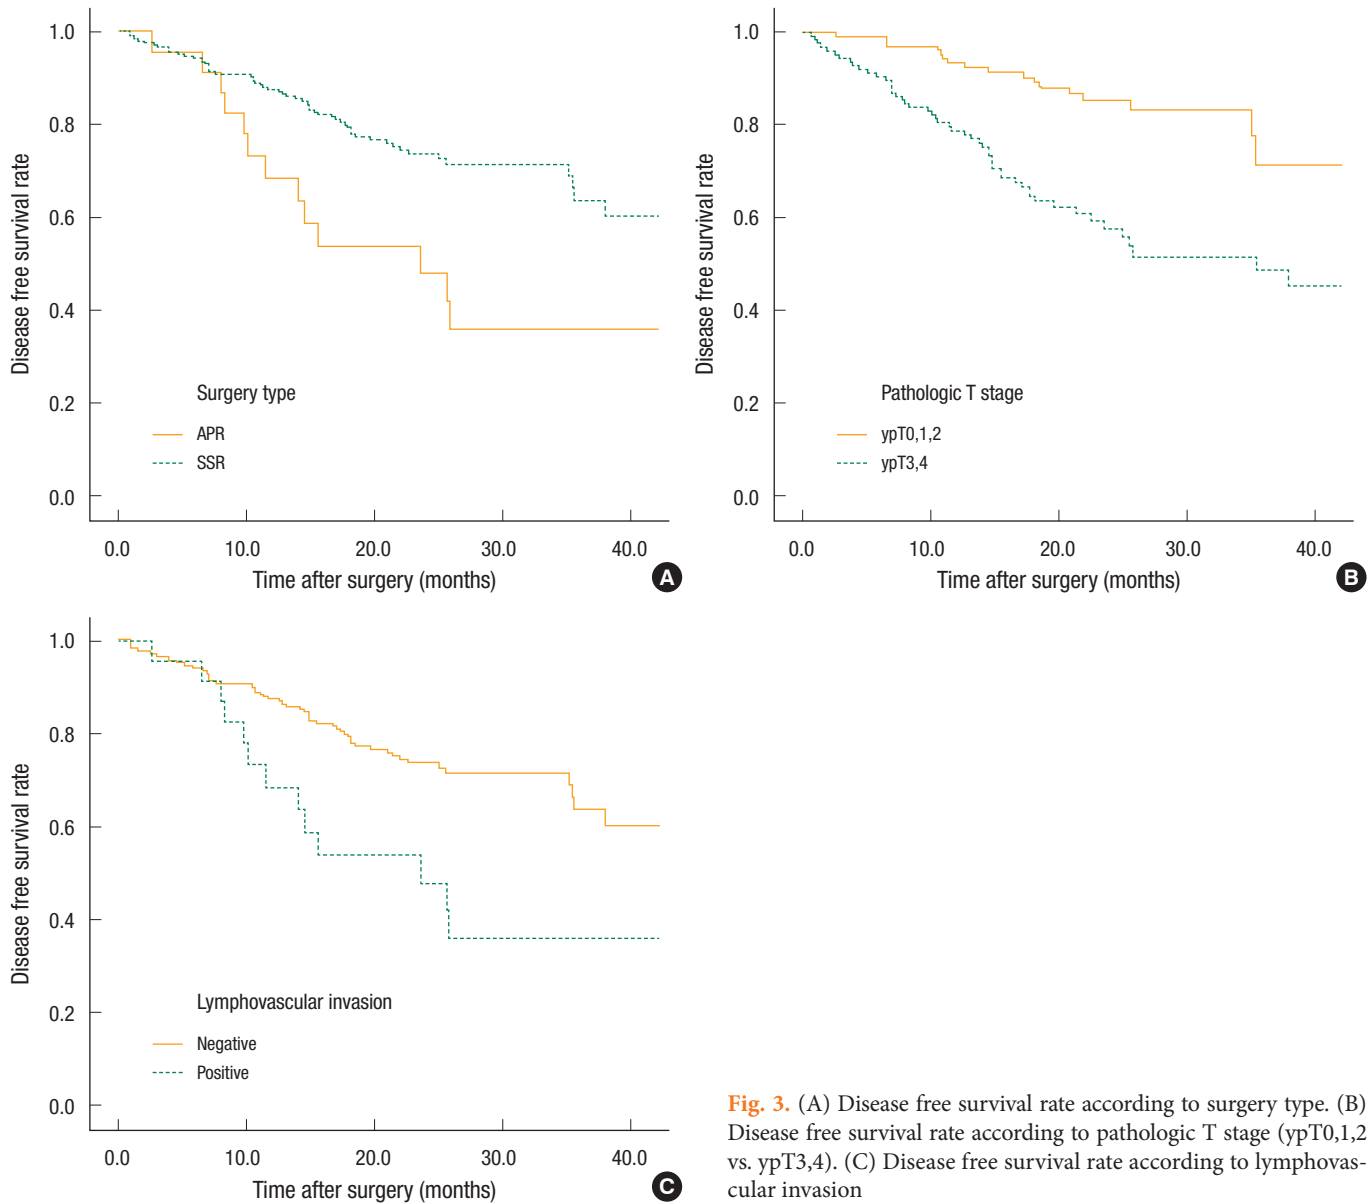 Disease free survival rate
1.0
0.8
0.6
0.4
0.2
0.0
Surgery type
APR
SSR
0.0 10.0 20.0 30.0 40.0
Time after surgery (months)
A
Disease free survival rate
1.0
0.8
0.6
0.4
0.2
0.0
Pathologic T stage
ypT0,1,2
ypT3,4
0.0 10.0 20.0 30.0 40.0
Time after surgery (months)
B
Disease free survival rate
1.0
0.8
0.6
0.4
0.2
0.0
Lymphovascular invasion
Negative
Positive
0.0 10.0 20.0 30.0 40.0
Time after surgery (months)
C
Fig. 3. (A) Disease free survival rate according to surgery type. (B)
Disease free survival rate according to pathologic T stage (ypT0,1,2
vs. ypT3,4). (C) Disease free survival rate according to lymphovas-
cular invasion